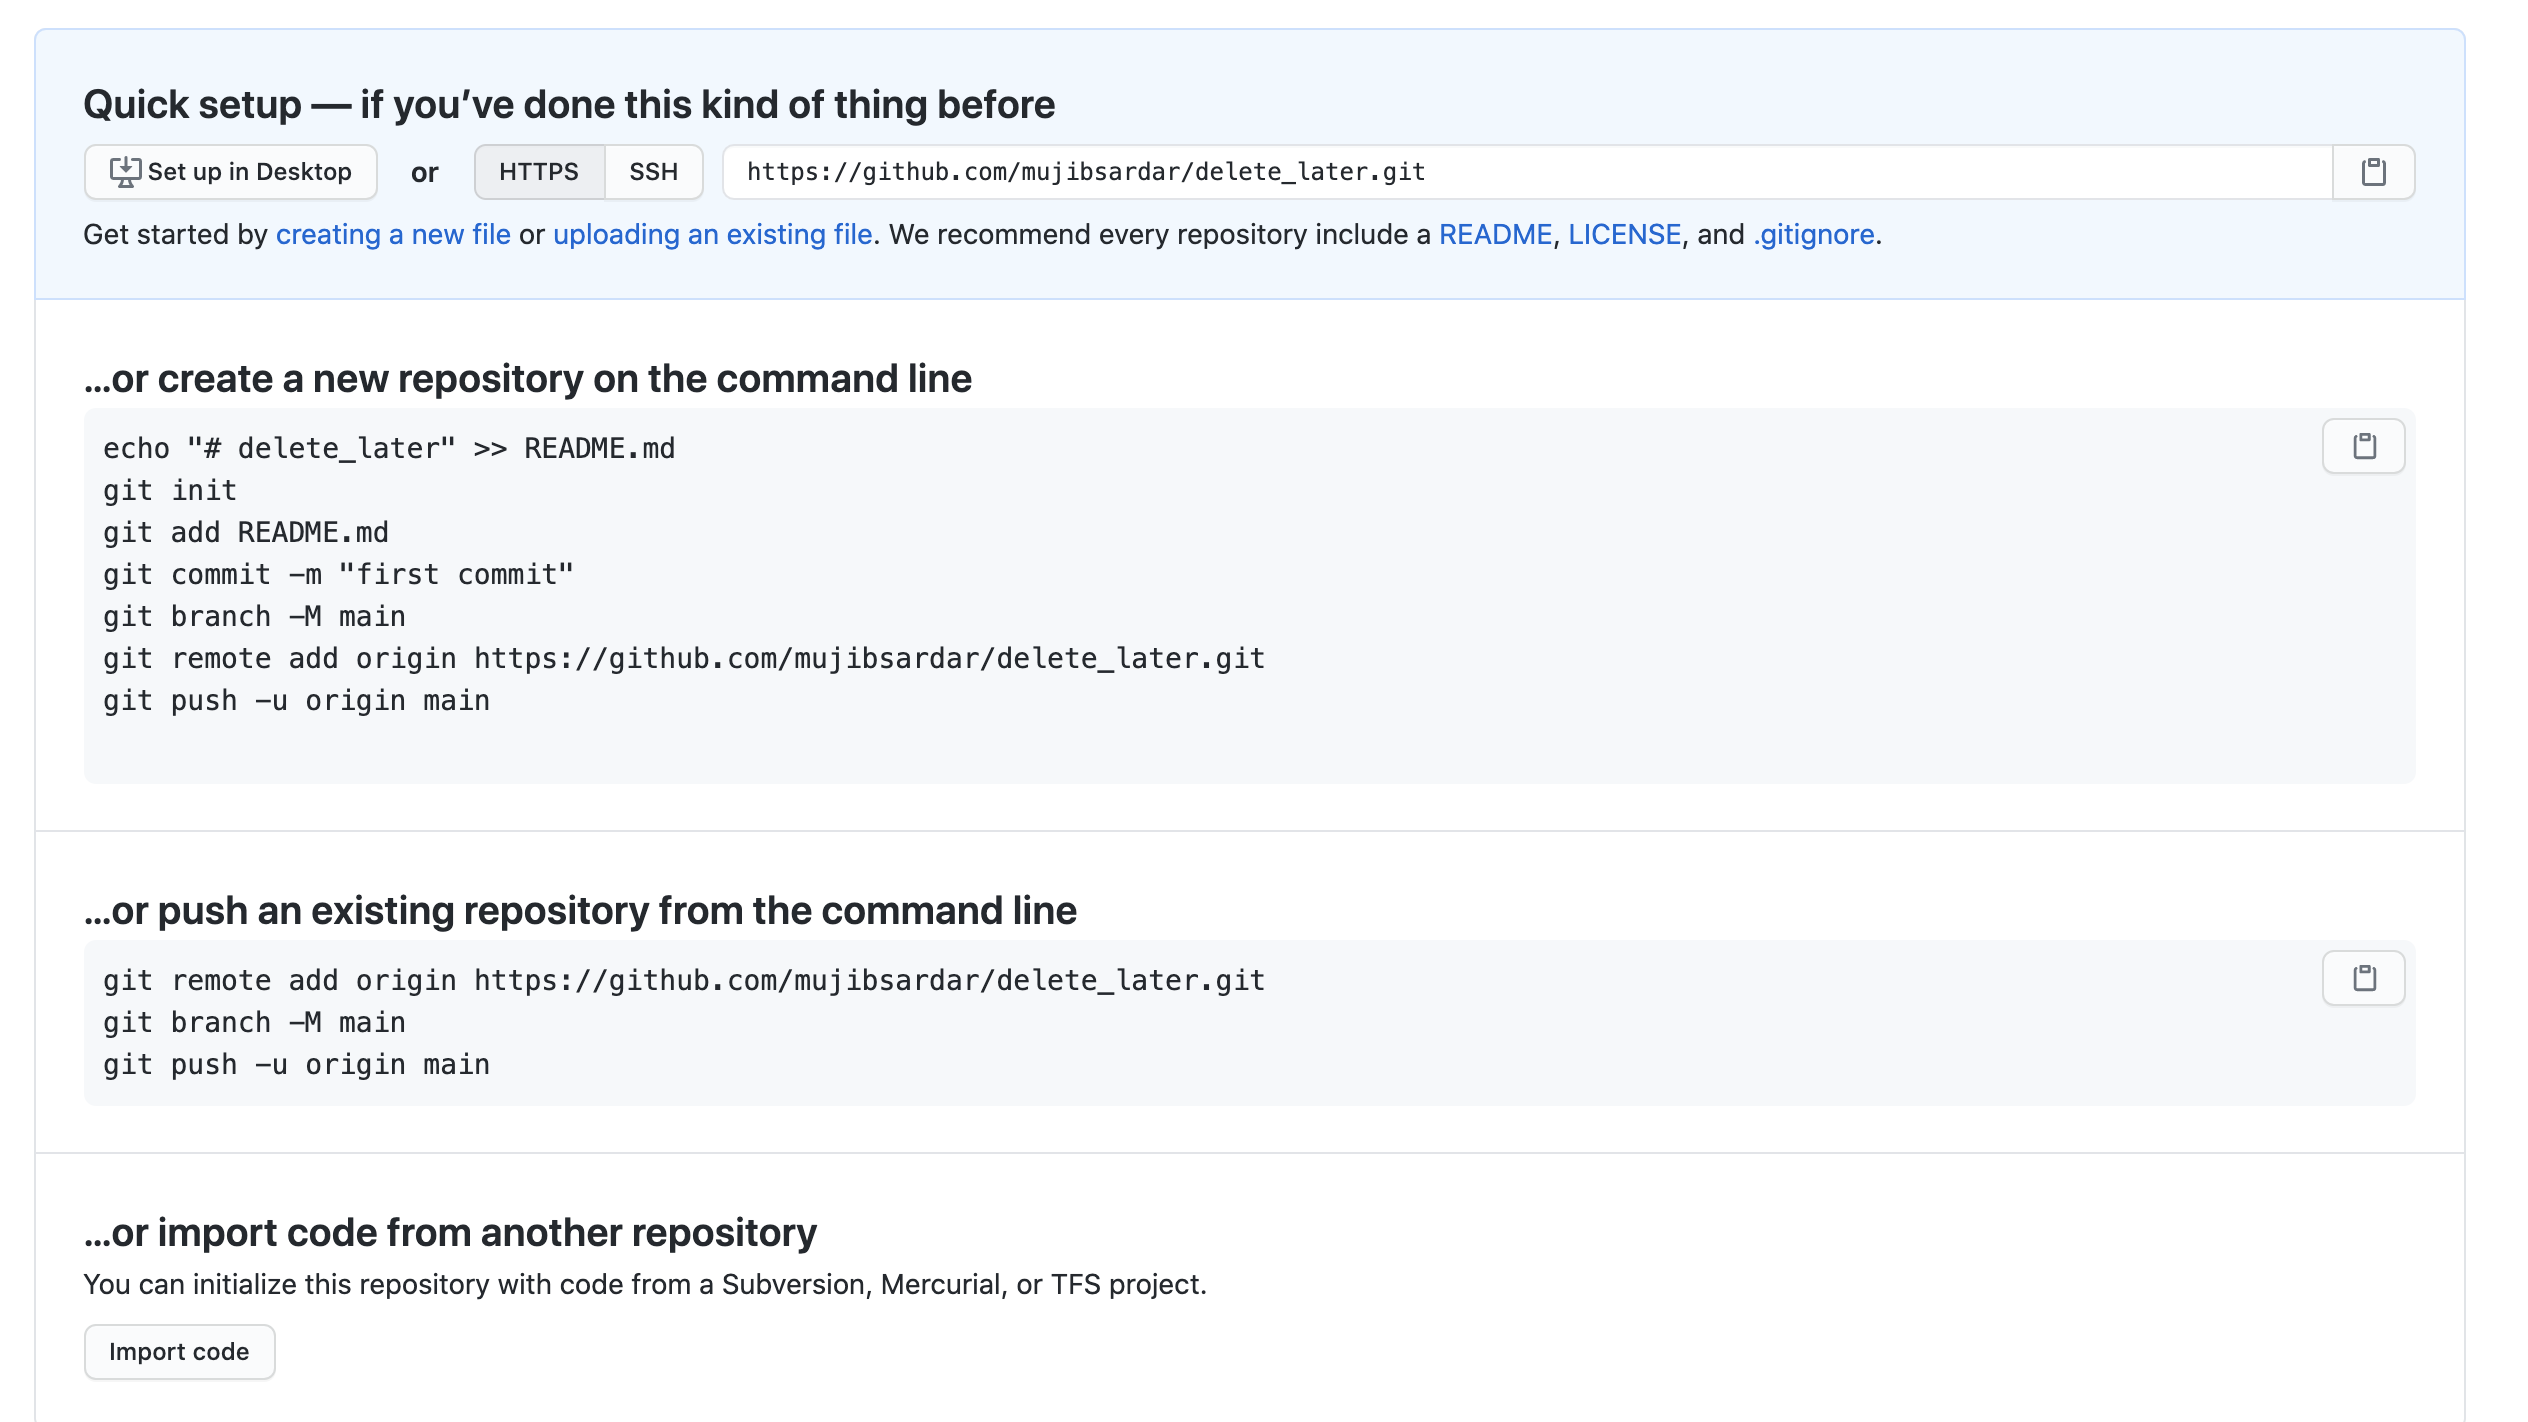 Quick setup — if you’ve done this kind of thing before
Set up in Desktop or HTTPS SSH https://github.com/mujibsardar/delete_later.git
Get started by creating a new file or uploading an existing file. We recommend every repository include a README, LICENSE, and .gitignore.
…or create a new repository on the command line
echo "# delete_later" >> README.md
git init
git add README.md
git commit -m "first commit"
git branch -M main
git remote add origin https://github.com/mujibsardar/delete_later.git
git push -u origin main
…or push an existing repository from the command line
git remote add origin https://github.com/mujibsardar/delete_later.git
git branch -M main
git push -u origin main
…or import code from another repository
You can initialize this repository with code from a Subversion, Mercurial, or TFS project.
Import code